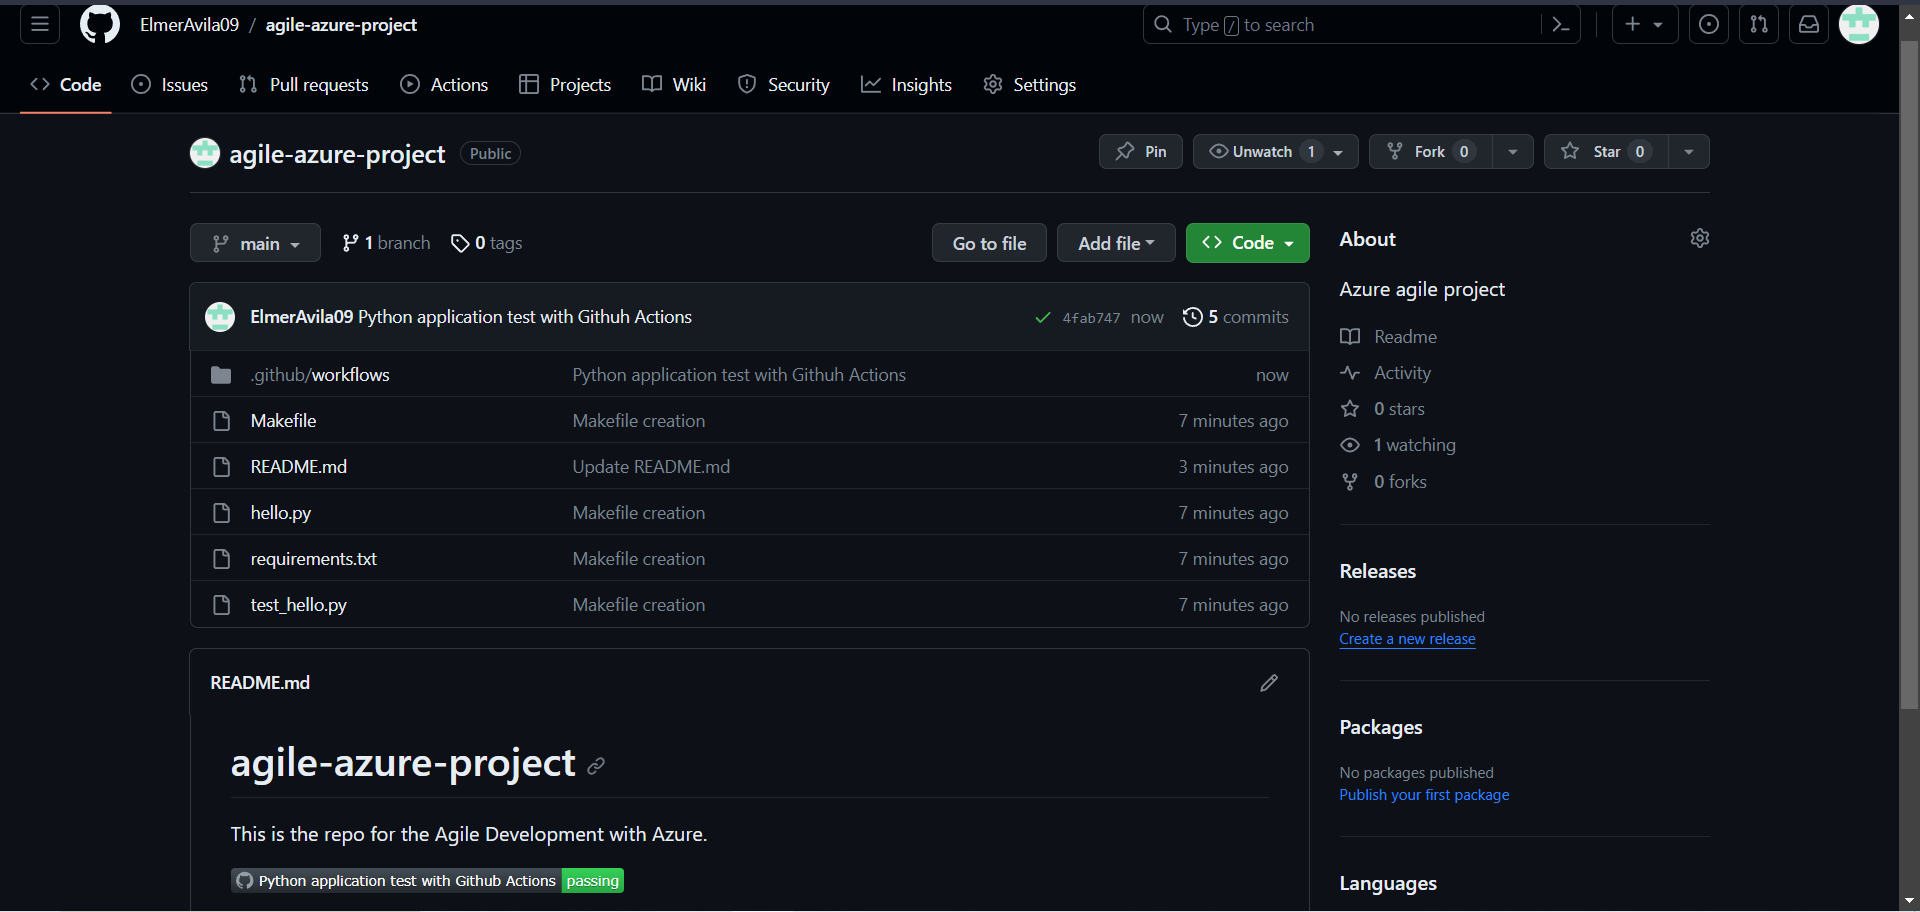 ElmerAvila09 / agile-azure-project
Type / to search
Code Issues Pull requests Actions Projects Wiki Security Insights Settings
agile-azure-project Public
Pin Unwatch 1 Fork 0 Star 0
main 1 branch 0 tags Go to file Add file Code
ElmerAvila09 Python application test with Githuh Actions 4fab747 now 5 commits
.github/workflows Python application test with Githuh Actions now
Makefile Makefile creation 7 minutes ago
README.md Update README.md 3 minutes ago
hello.py Makefile creation 7 minutes ago
requirements.txt Makefile creation 7 minutes ago
test_hello.py Makefile creation 7 minutes ago
README.md
agile-azure-project
This is the repo for the Agile Development with Azure.
Python application test with Github Actions passing
About
Azure agile project
Readme
Activity
0 stars
1 watching
0 forks
Releases
No releases published
Create a new release
Packages
No packages published
Publish your first package
Languages